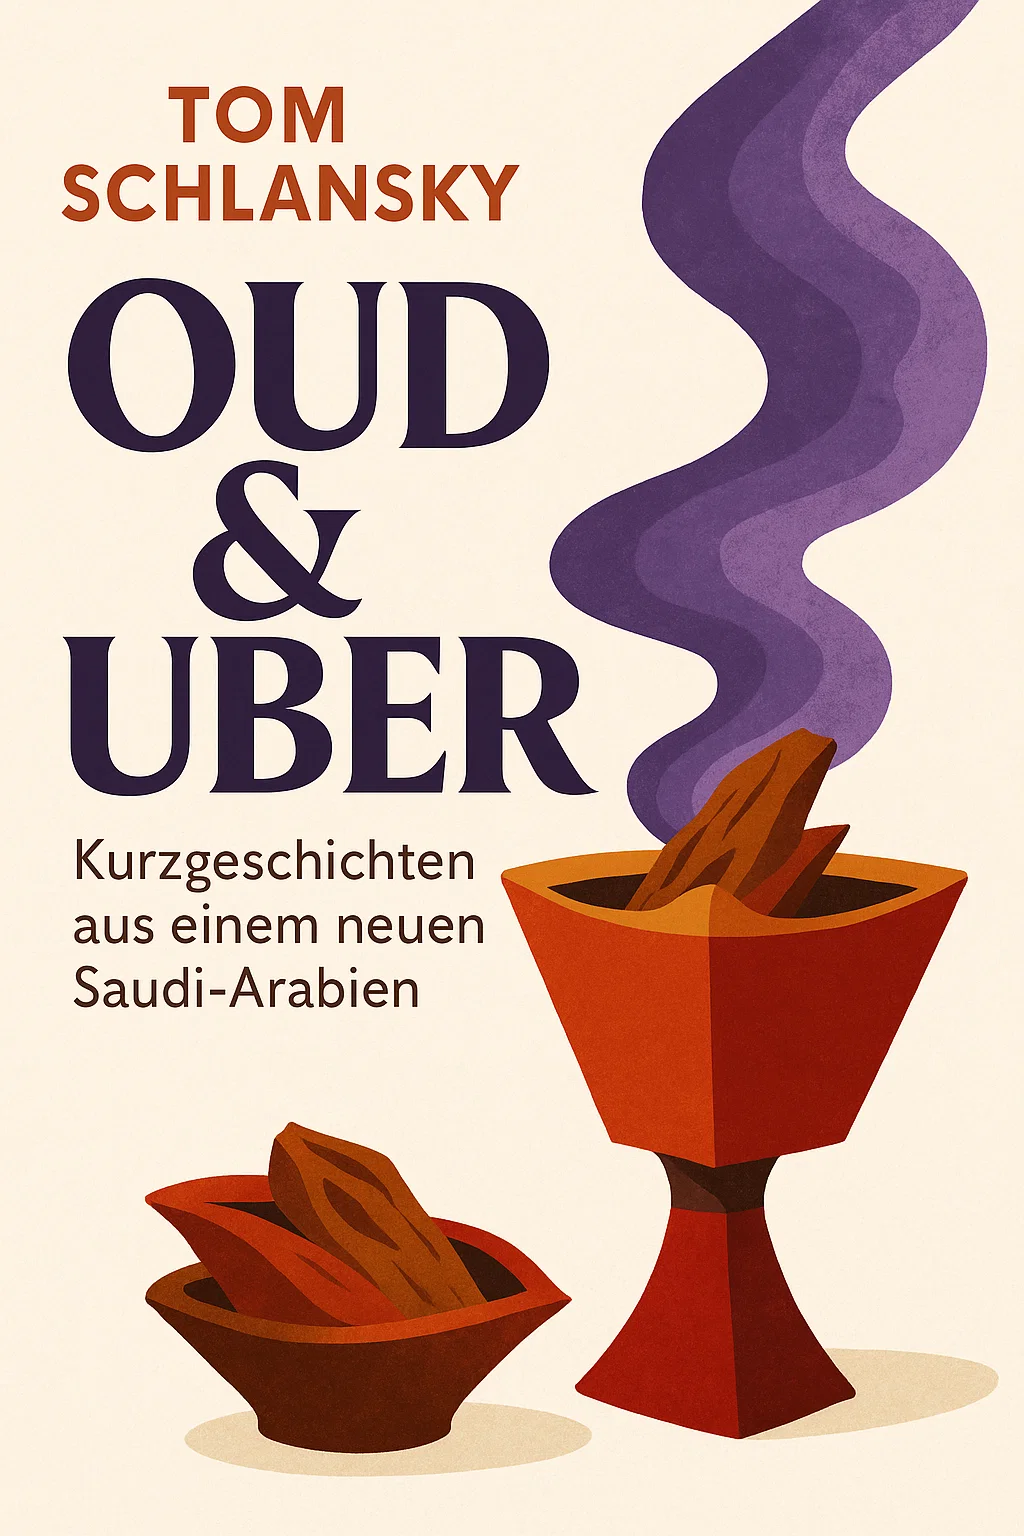 TOM
SCHLANSKY
OUD
&
UBER
Kurzgeschichten
aus einem neuen
Saudi-Arabien